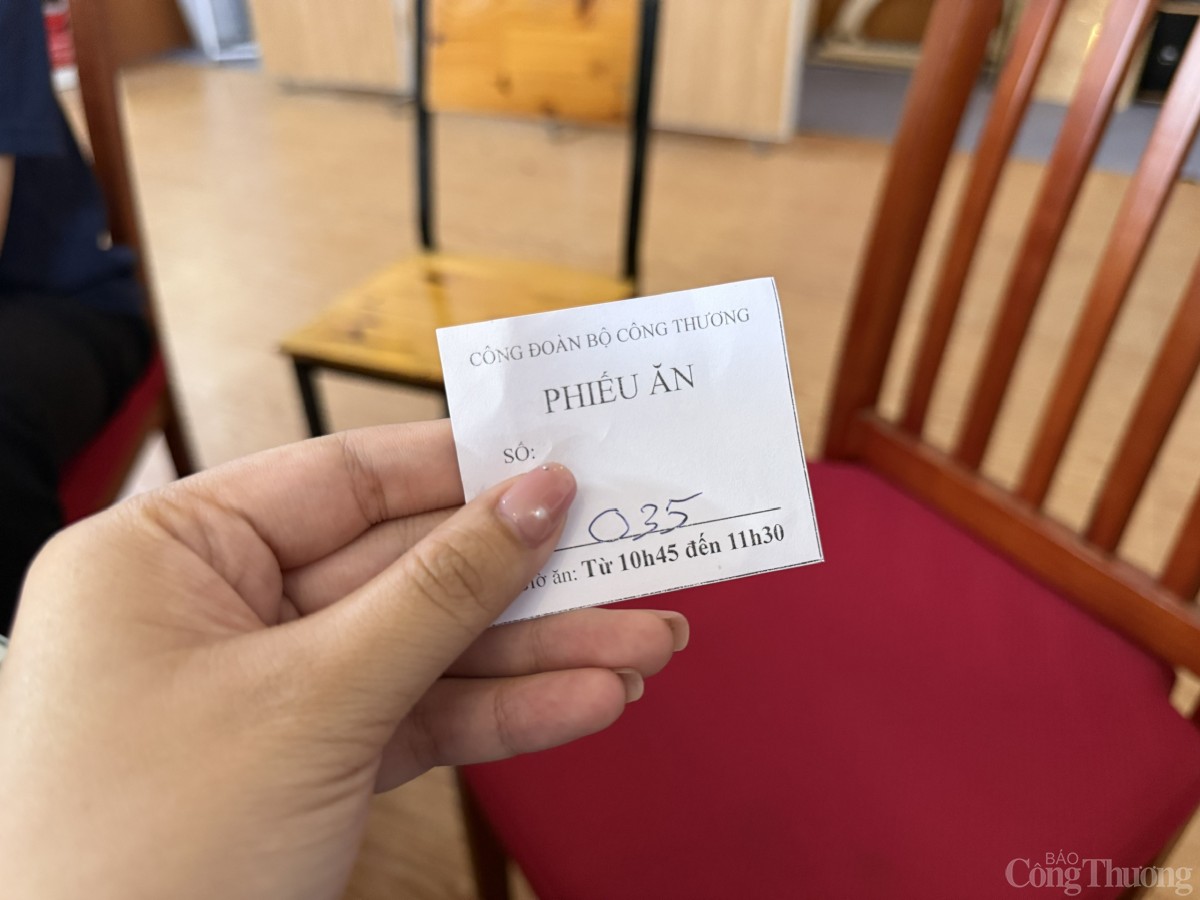 CÔNG ĐOÀN BỘ CÔNG THƯƠNG
PHIẾU ĂN
SỐ:
035
ăn: Từ 10h45 đến 11h30
BÁO
Công Thương